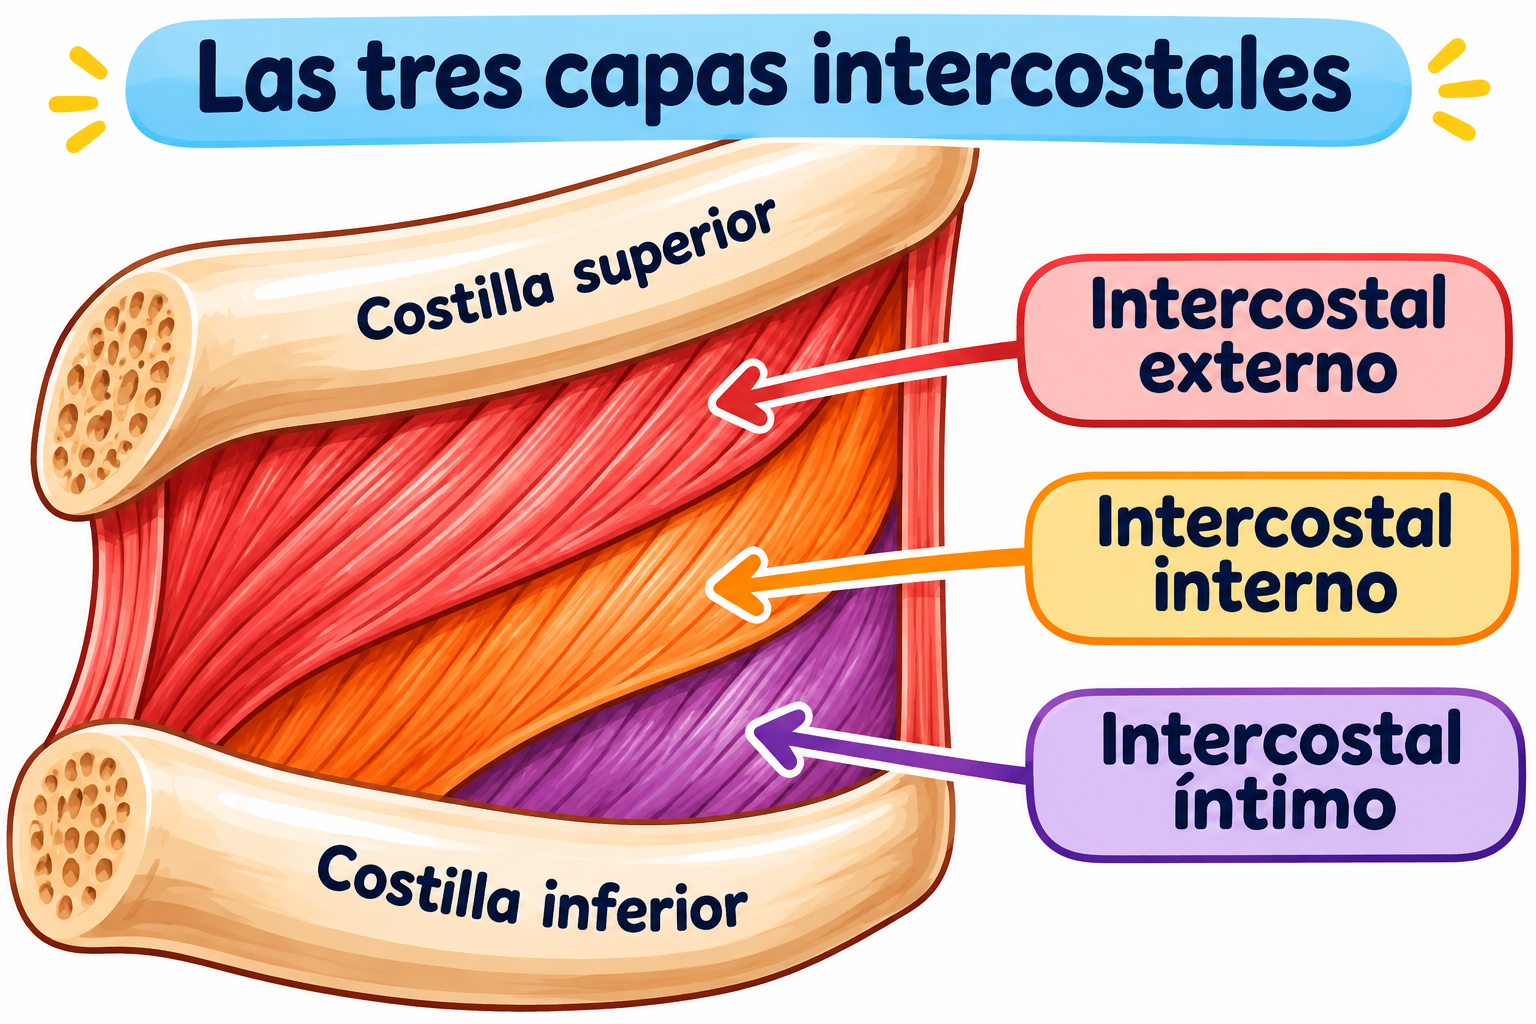 Las tres capas intercostales
Costilla superior
Intercostal
externo
Intercostal
interno
Intercostal
íntimo
Costilla inferior